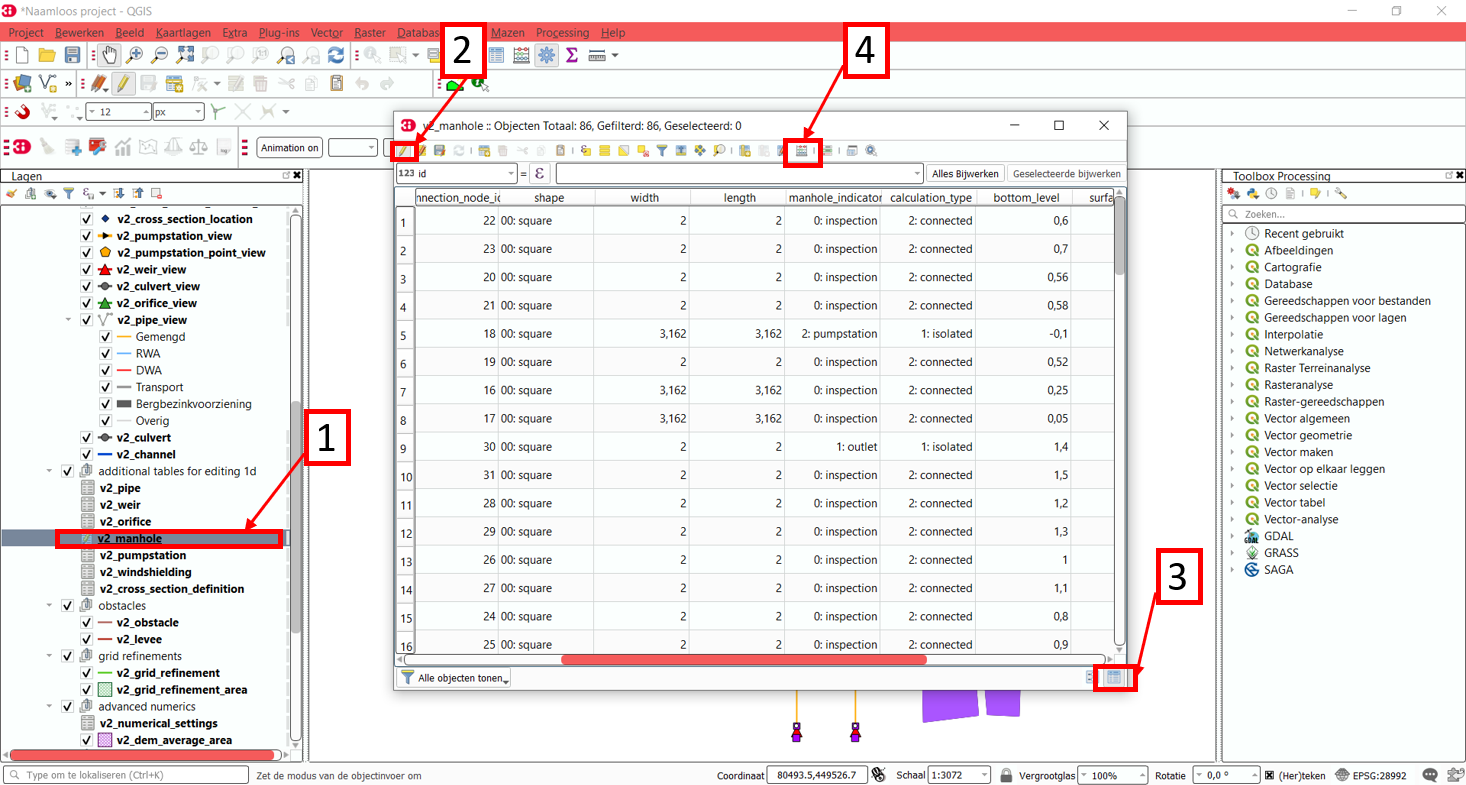 *Naamloos project - QGIS
Project Bewerken Beeld Kaartlagen Extra Plug-ins Vector Raster Mazen Processing Help
2
4
12 px
v2_manhole :: Objecten Totaal: 86, Gefilterd: 86, Geselecteerd: 0
Animation on
123 id = ε Alles Bijwerken Geselecteerde bijwerken
Lagen
v2_cross_section_location
v2_pumpstation_view
v2_pumpstation_point_view
v2_weir_view
v2_culvert_view
v2_orifice_view
v2_pipe_view
Gemengd
RWA
DWA
Transport
Bergbezinkvoorziening
Overig
v2_culvert
v2_channel
additional tables for editing 1d
v2_pipe
v2_weir
v2_orifice
v2_manhole
v2_pumpstation
v2_windshielding
v2_cross_section_definition
obstacles
v2_obstacle
v2_levee
grid refinements
v2_grid_refinement
v2_grid_refinement_area
advanced numerics
v2_numerical_settings
v2_dem_average_area
1
shape width length manhole_indicator calculation_type bottom_level
1 22 00: square 2 2 0: inspection 2: connected 0,6
2 23 00: square 2 2 0: inspection 2: connected 0,7
3 20 00: square 2 2 0: inspection 2: connected 0,56
4 21 00: square 2 2 0: inspection 2: connected 0,58
5 18 00: square 3,162 3,162 2: pumpstation 1: isolated -0,1
6 19 00: square 2 2 0: inspection 2: connected 0,52
7 16 00: square 3,162 3,162 0: inspection 2: connected 0,25
8 17 00: square 3,162 3,162 0: inspection 2: connected 0,05
9 30 00: square 2 2 1: outlet 1: isolated 1,4
10 31 00: square 2 2 0: inspection 2: connected 1,5
11 28 00: square 2 2 0: inspection 2: connected 1,2
12 29 00: square 2 2 0: inspection 2: connected 1,3
13 26 00: square 2 2 0: inspection 2: connected 1
14 27 00: square 2 2 0: inspection 2: connected 1,1
15 24 00: square 2 2 0: inspection 2: connected 0,8
16 25 00: square 2 2 0: inspection 2: connected 0,9
Alle objecten tonen
3
Toolbox Processing
Zoeken...
Recent gebruikt
Afbeeldingen
Cartografie
Database
Gereedschappen voor bestanden
Gereedschappen voor lagen
Interpolatie
Netwerkanalyse
Raster Terreinanalyse
Rasteranalyse
Raster-gereedschappen
Vector algemeen
Vector geometrie
Vector maken
Vector op elkaar leggen
Vector selectie
Vector tabel
Vector-analyse
GDAL
GRASS
SAGA
Type om te lokaliseren (Ctrl+K) Zet de modus van de objectinvoer om Coordinaat 80493.5,449526.7 Schaal 1:3072 Vergrootglas 100% Rotatie 0,0 ° (Her)teken EPSG:28992